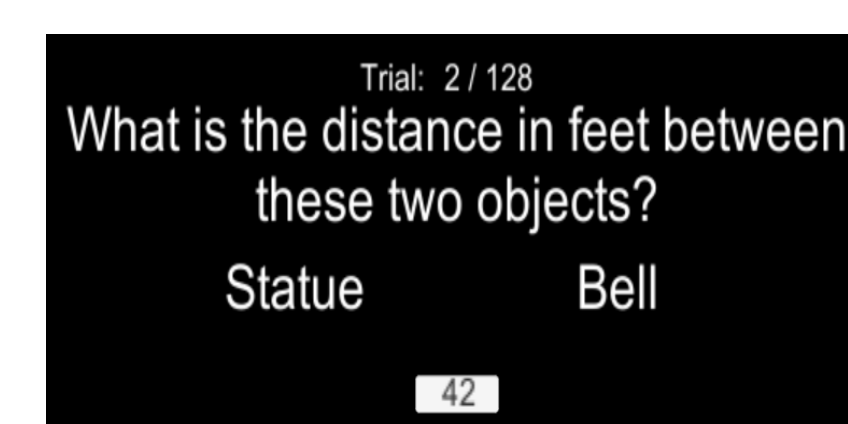 Trial: 2 / 128
What is the distance in feet between
these two objects?
Statue Bell
42